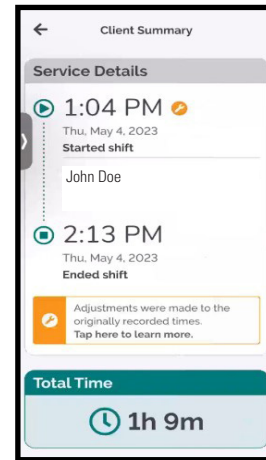 Client Summary
Service Details
1:04 PM
Thu, May 4, 2023
Started shift
John Doe
2:13 PM
Thu, May 4, 2023
Ended shift
Adjustments were made to the
originally recorded times.
Tap here to learn more.
Total Time
1h 9m